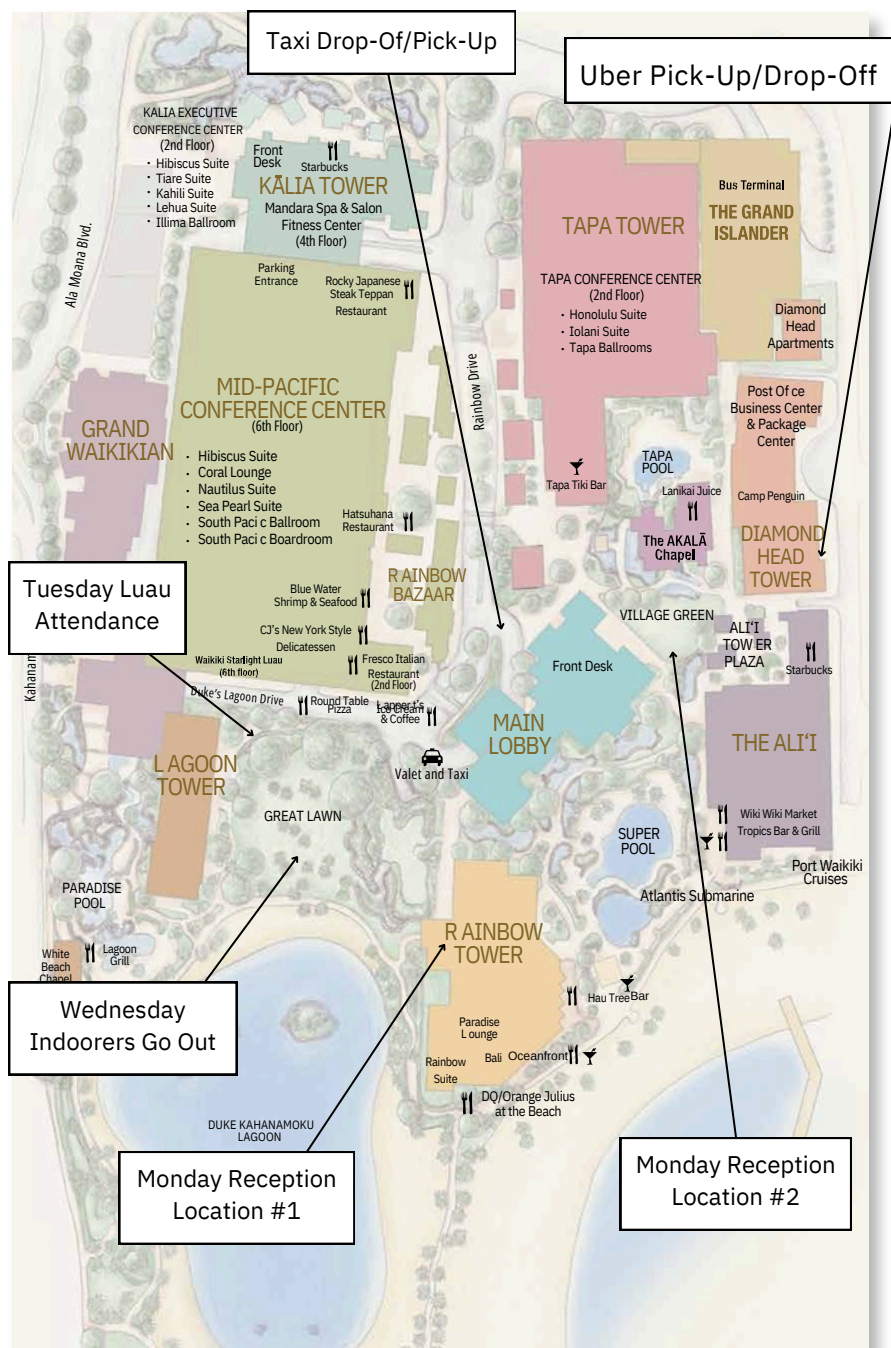 Taxi Drop-Of/Pick-Up
Uber Pick-Up/Drop-Off
KALIA EXECUTIVE
CONFERENCE CENTER
(2nd Floor)
· Hibiscus Suite
· Tiare Suite
· Kahili Suite
· Lehua Suite
· Illima Ballroom
Front
Desk
Starbucks
KĀLIA TOWER
Mandara Spa & Salon
Fitness Center
(4th Floor)
Ala Moana Blvd.
Parking
Entrance
Rocky Japanese
Steak Teppan
Restaurant
Bus Terminal
THE GRAND
ISLANDER
TAPA TOWER
TAPA CONFERENCE CENTER
(2nd Floor)
· Honolulu Suite
· Iolani Suite
· Tapa Ballrooms
Diamond
Head
Apartments
Rainbow Drive
MID-PACIFIC
CONFERENCE CENTER
(6th Floor)
· Hibiscus Suite
· Coral Lounge
· Nautilus Suite
· Sea Pearl Suite
· South Paci c Ballroom
· South Paci c Boardroom
GRAND
WAIKIKIAN
Post Of ce
Business Center
& Package
Center
TAPA
POOL
Tapa Tiki Bar
Lanikai Juice
Camp Penguin
Hatsuhana
Restaurant
The AKALĀ
Chapel
DIAMOND
HEAD
TOWER
Tuesday Luau
Attendance
RAINBOW
BAZAAR
Blue Water
Shrimp & Seafood
CJ's New York Style
Delicatessen
VILLAGE GREEN
ALI‘I
TOWER
PLAZA
Starbucks
Waikiki Starlight Luau
(6th floor)
Fresco Italian
Restaurant
(2nd Floor)
Front Desk
Kahanam
Duke's Lagoon Drive
Round Table
Pizza
Lappert's
Ice Cream
& Coffee
MAIN
LOBBY
THE ALI‘I
LAGOON
TOWER
Valet and Taxi
GREAT LAWN
SUPER
POOL
Wiki Wiki Market
Tropics Bar & Grill
Port Waikiki
Cruises
PARADISE
POOL
Atlantis Submarine
RAINBOW
TOWER
White
Beach
Chapel
Lagoon
Grill
Wednesday
Indoorers Go Out
Hau Tree Bar
Paradise
Lounge
Rainbow
Suite
Bali
Oceanfront
DQ/Orange Julius
at the Beach
DUKE KAHANAMOKU
LAGOON
Monday Reception
Location #1
Monday Reception
Location #2